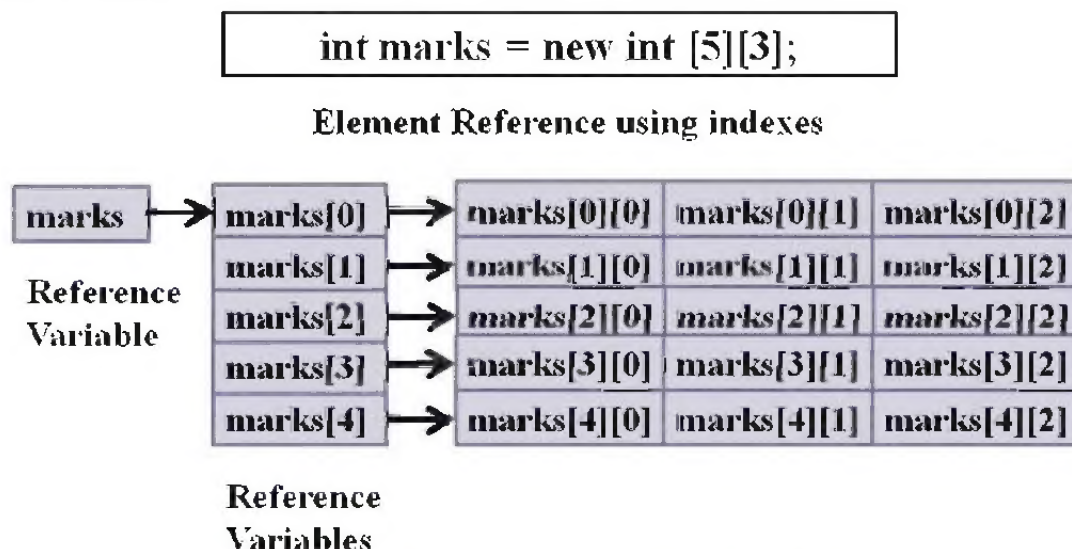 int marks = new int [5][3];
Element Reference using indexes
marks marks[0] marks[0][0] marks[0][1] marks[0][2]
marks[1] marks[1][0] marks[1][1] marks[1][2]
marks[2] marks[2][0] marks[2][1] marks[2][2]
marks[3] marks[3][0] marks[3][1] marks[3][2]
marks[4] marks[4][0] marks[4][1] marks[4][2]
Reference
Variable
Reference
Variables